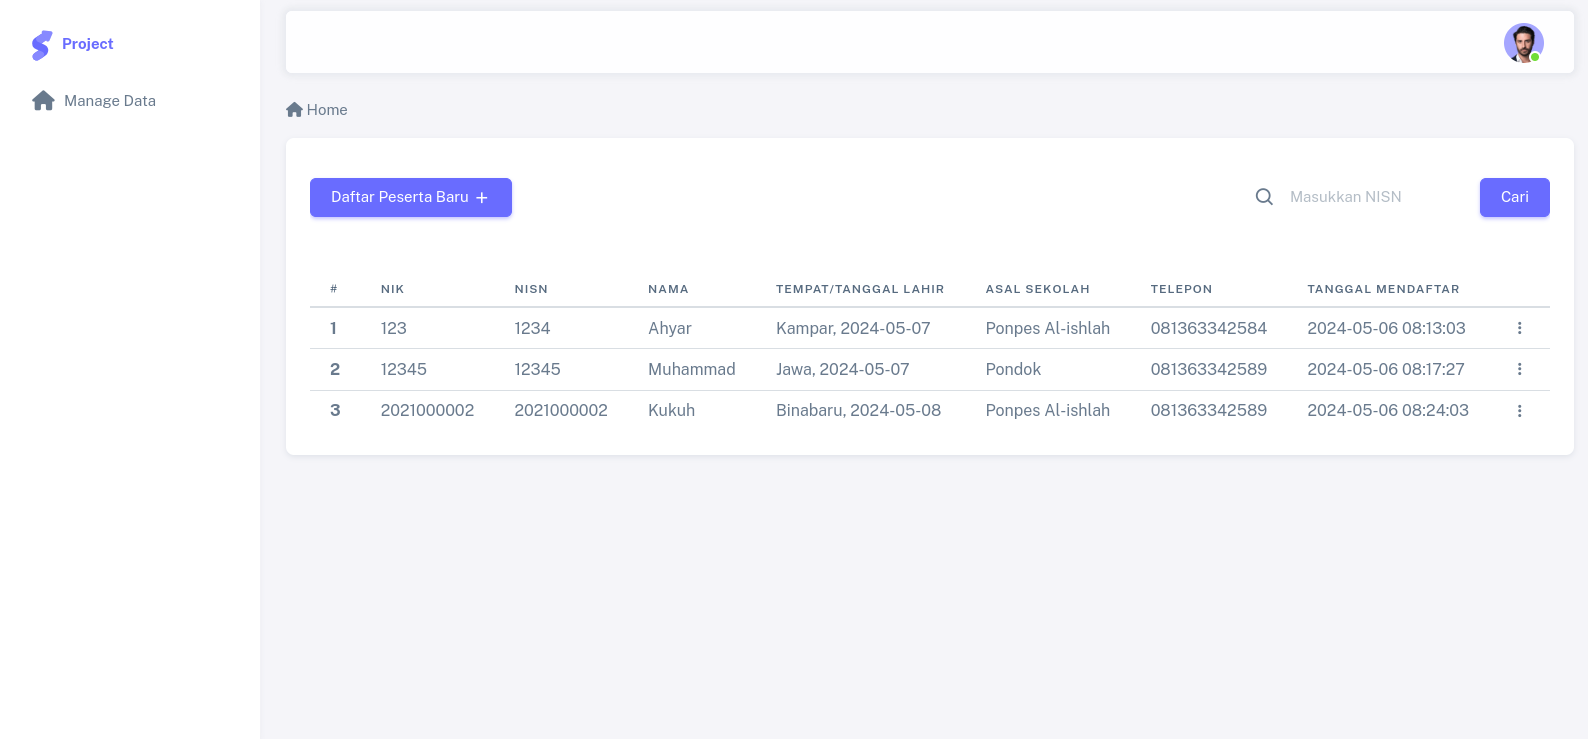 Project
Manage Data
Home
Daftar Peserta Baru +
Masukkan NISN
Cari
# NIK NISN NAMA TEMPAT/TANGGAL LAHIR ASAL SEKOLAH TELEPON TANGGAL MENDAFTAR
1 123 1234 Ahyar Kampar, 2024-05-07 Ponpes Al-ishlah 081363342584 2024-05-06 08:13:03
2 12345 12345 Muhammad Jawa, 2024-05-07 Pondok 081363342589 2024-05-06 08:17:27
3 2021000002 2021000002 Kukuh Binabaru, 2024-05-08 Ponpes Al-ishlah 081363342589 2024-05-06 08:24:03